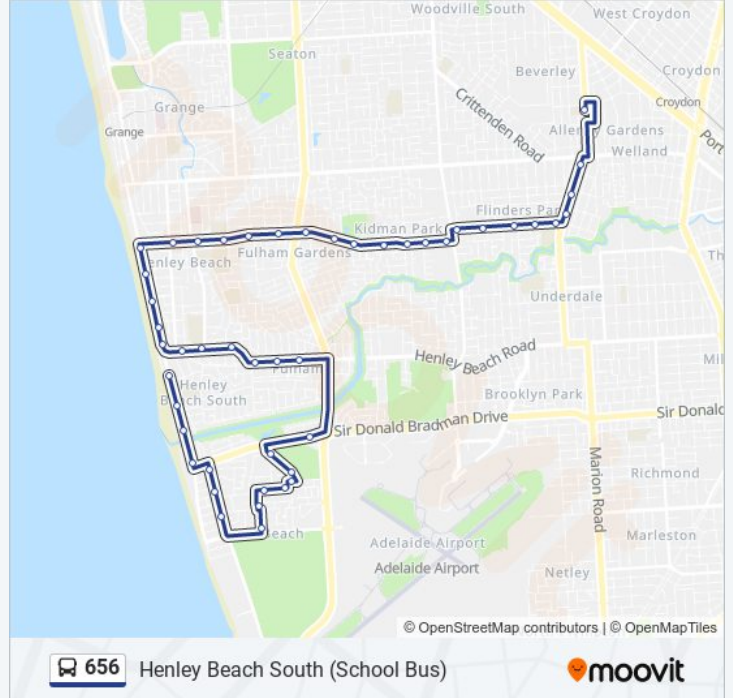 Woodville South
West Croydon
Seaton
Beverley
Croydon
Grange
Crittenden Road
Croydon
Grange
Gardens
Port
Welland
Flinders
Kidman Park
Henley Beach
Fulham Gardens
Th
Underdale
Henley Beach Road
Mil
Fulham
Henley
Beach South
Brooklyn Park
Sir Donald Bradman Drive
Sir Donald
Marion Road
Richmond
Beach
Adelaide Airport
Marleston
Adelaide Airport
Netley
© OpenStreetMap contributors | © OpenMapTiles
656 Henley Beach South (School Bus)
moovit